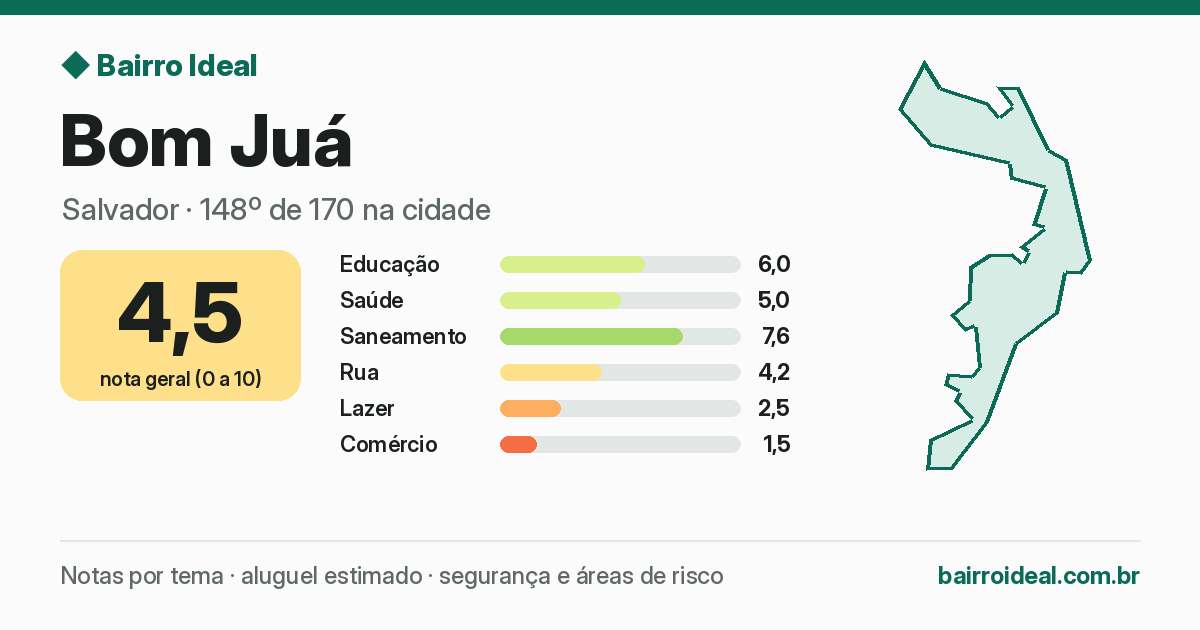 Bairro Ideal
Bom Juá
Salvador · 148º de 170 na cidade
4,5
nota geral (0 a 10)
Educação 6,0
Saúde 5,0
Saneamento 7,6
Rua 4,2
Lazer 2,5
Comércio 1,5
Notas por tema · aluguel estimado · segurança e áreas de risco
bairroideal.com.br